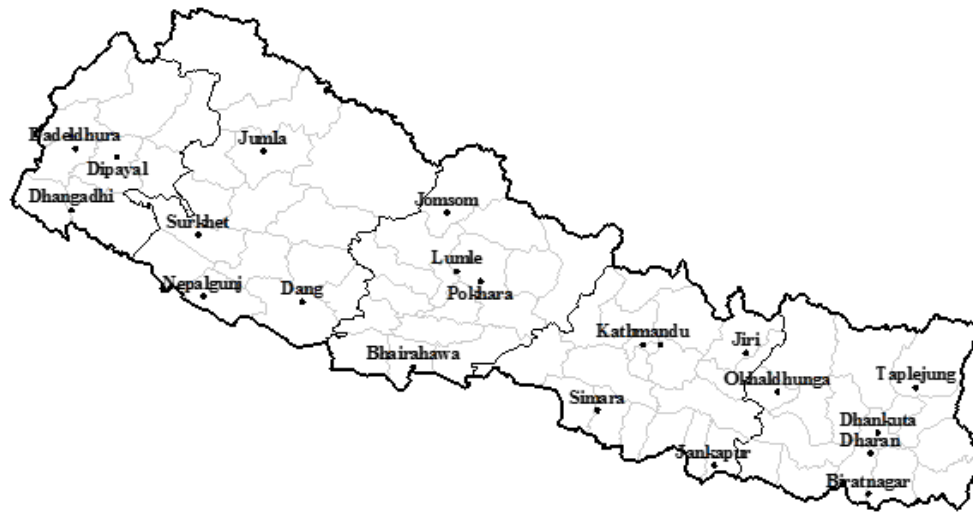 Dadeldhura
Jumla
Dipayal
Dhangadhi
Jomsom
Surkhet
Lumle
Nepalgunj
Dang
Pokhara
Kathmandu
Jiri
Bhairahawa
Okhaldhunga
Taplejung
Simara
Dhankuta
Dharan
Jankapur
Biratnagar